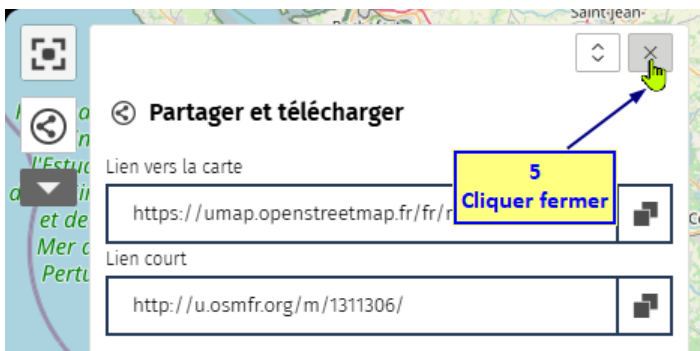 Saint-Jean-
Partager et télécharger
Lien vers la carte
https://umap.openstreetmap.fr/fr/
5
Cliquer fermer
l'Estu
et de
Mer
Pertu
Lien court
http://u.osmfr.org/m/1311306/